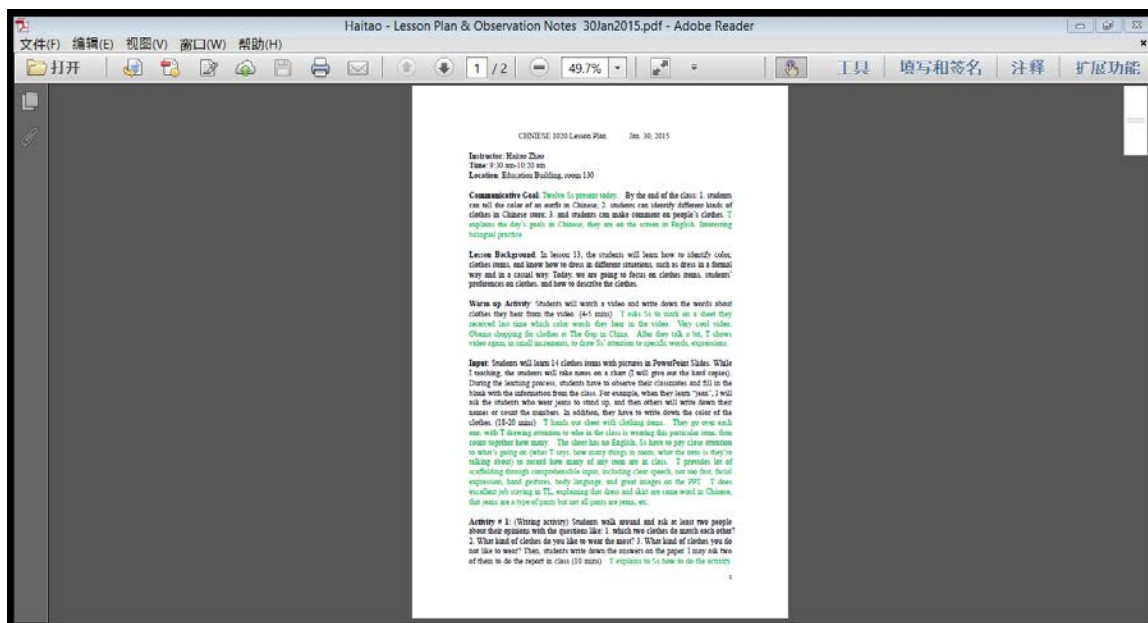 Haitao - Lesson Plan & Observation Notes 30Jan2015.pdf - Adobe Reader
文件(F) 编辑(E) 视图(V) 窗口(W) 帮助(H)
打开 1 / 2 49.7% 工具 填写和签名 注释 扩展功能
CHNIESE 1020 Lesson Plan Jan. 30, 2015
Instructor: Haitao Zhao
Time: 9:30 am-10:20 am
Location: Education Building, room 130
Communicative Goal: Twelve Ss present today. By the end of the class: 1. students
can tell the color of an outfit in Chinese; 2. students can identify different kinds of
clothes in Chinese store; 3. and students can make comment on people's clothes. T
explains the day's goals in Chinese; they are on the screen in English. Interesting
bilingual practice.
Lesson Background: In lesson 13, the students will learn how to identify color,
clothes items, and know how to dress in different situations, such as dress in a formal
way and in a casual way. Today, we are going to focus on clothes items, students'
preferences on clothes, and how to describe the clothes.
Warm up Activity: Students will watch a video and write down the words about
clothes they hear from the video. (4-5 mins) T asks Ss to mark on a sheet they
received last time which color words they hear in the video. Very cool video:
Obama shopping for clothes at The Gap in China. After they talk a bit, T shows
video again, in small increments, to draw Ss' attention to specific words, expressions.
Input: Students will learn 14 clothes items with pictures in PowerPoint Slides. While
I teaching, the students will take notes on a chart (I will give out the hard copies).
During the learning process, students have to observe their classmates and fill in the
blank with the information from the class. For example, when they learn "jean", I will
ask the students who wear jeans to stand up, and then others will write down their
names or count the numbers. In addition, they have to write down the color of the
clothes. (18-20 mins) T hands out sheet with clothing items. They go over each
one, with T drawing attention to who in the class is wearing this particular item, then
count together how many. The sheet has no English, Ss have to pay close attention
to what's going on (what T says, how many things in room, what the item is they're
talking about) to record how many of any item are in class. T provides lot of
scaffolding through comprehensible input, including clear speech, not too fast, facial
expression, hand gestures, body language, and great images on the PPT. T does
excellent job staying in TL, explaining that dress and skirt are same word in Chinese,
that jeans are a type of pants but not all pants are jeans, etc.
Activity # 1: (Writing activity) Students walk around and ask at least two people
about their opinions with the questions like: 1. which two clothes do match each other?
2. What kind of clothes do you like to wear the most? 3. What kind of clothes you do
not like to wear? Then, students write down the answers on the paper. I may ask two
of them to do the report in class (10 mins) T explains to Ss how to do the activity